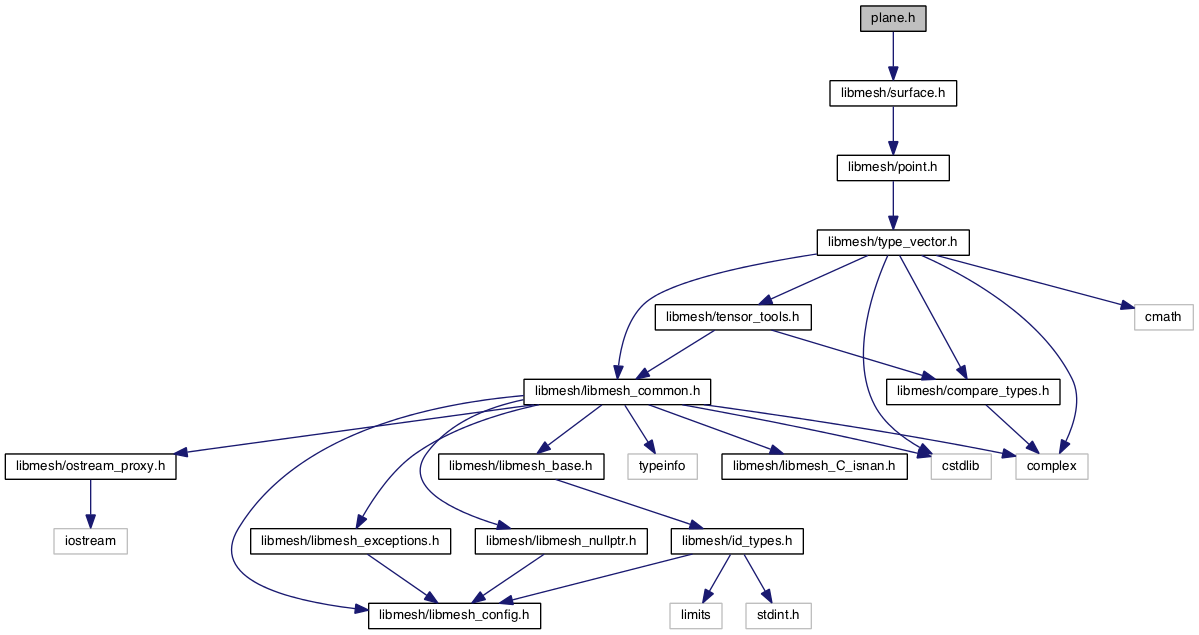 plane.h
libmesh/surface.h
libmesh/point.h
libmesh/type_vector.h
libmesh/tensor_tools.h
cmath
libmesh/libmesh_common.h
libmesh/compare_types.h
libmesh/ostream_proxy.h
libmesh/libmesh_base.h
typeinfo
libmesh/libmesh_C_isnan.h
cstdlib
complex
iostream
libmesh/libmesh_exceptions.h
libmesh/libmesh_nullptr.h
libmesh/id_types.h
libmesh/libmesh_config.h
limits
stdint.h